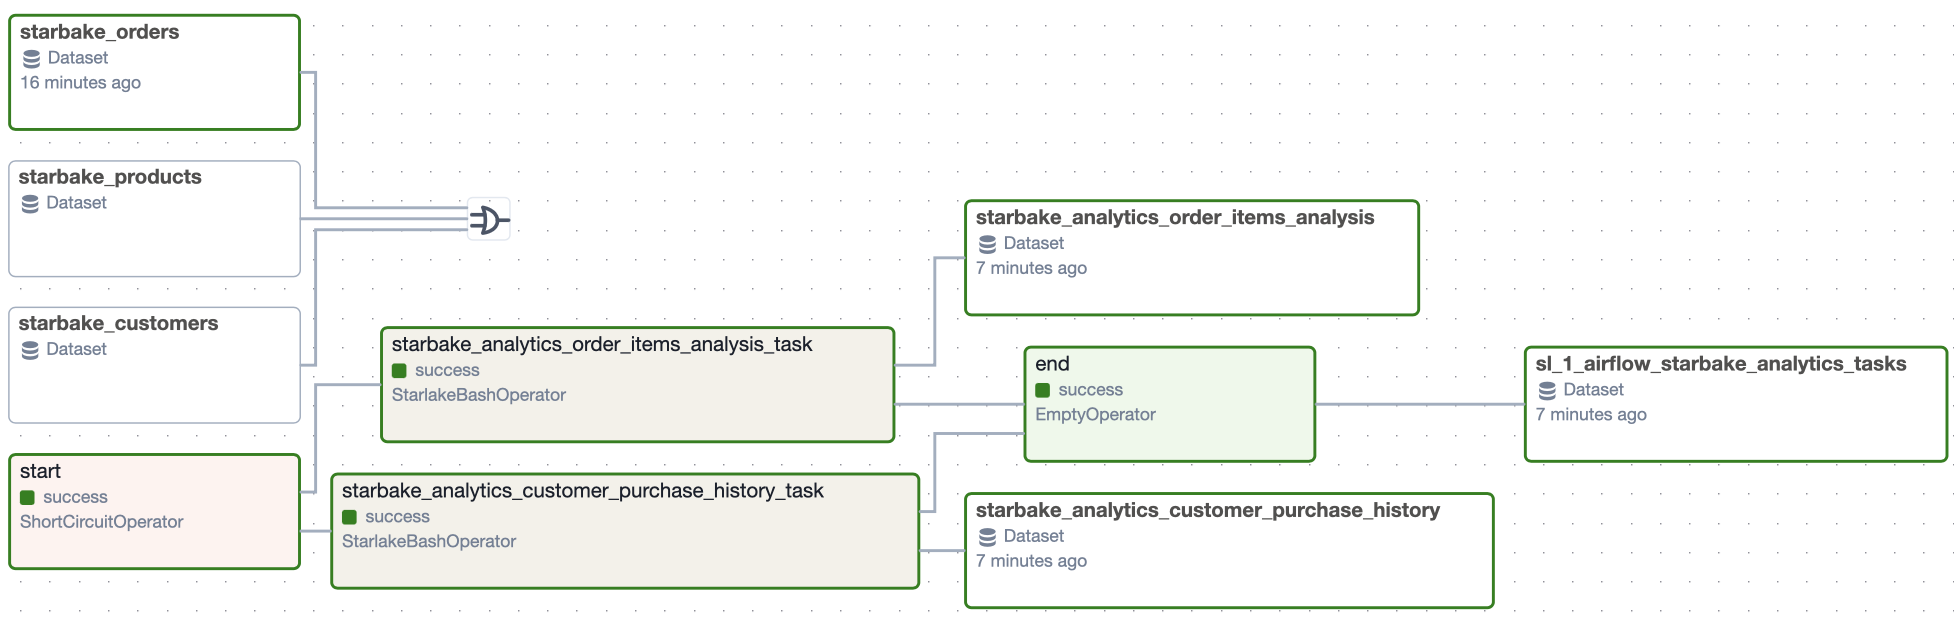 starbake_orders
Dataset
16 minutes ago
starbake_products
Dataset
starbake_customers
Dataset
start
success
ShortCircuitOperator
starbake_analytics_order_items_analysis_task
success
StarlakeBashOperator
starbake_analytics_customer_purchase_history_task
success
StarlakeBashOperator
starbake_analytics_order_items_analysis
Dataset
7 minutes ago
end
success
EmptyOperator
starbake_analytics_customer_purchase_history
Dataset
7 minutes ago
sl_1_airflow_starbake_analytics_tasks
Dataset
7 minutes ago